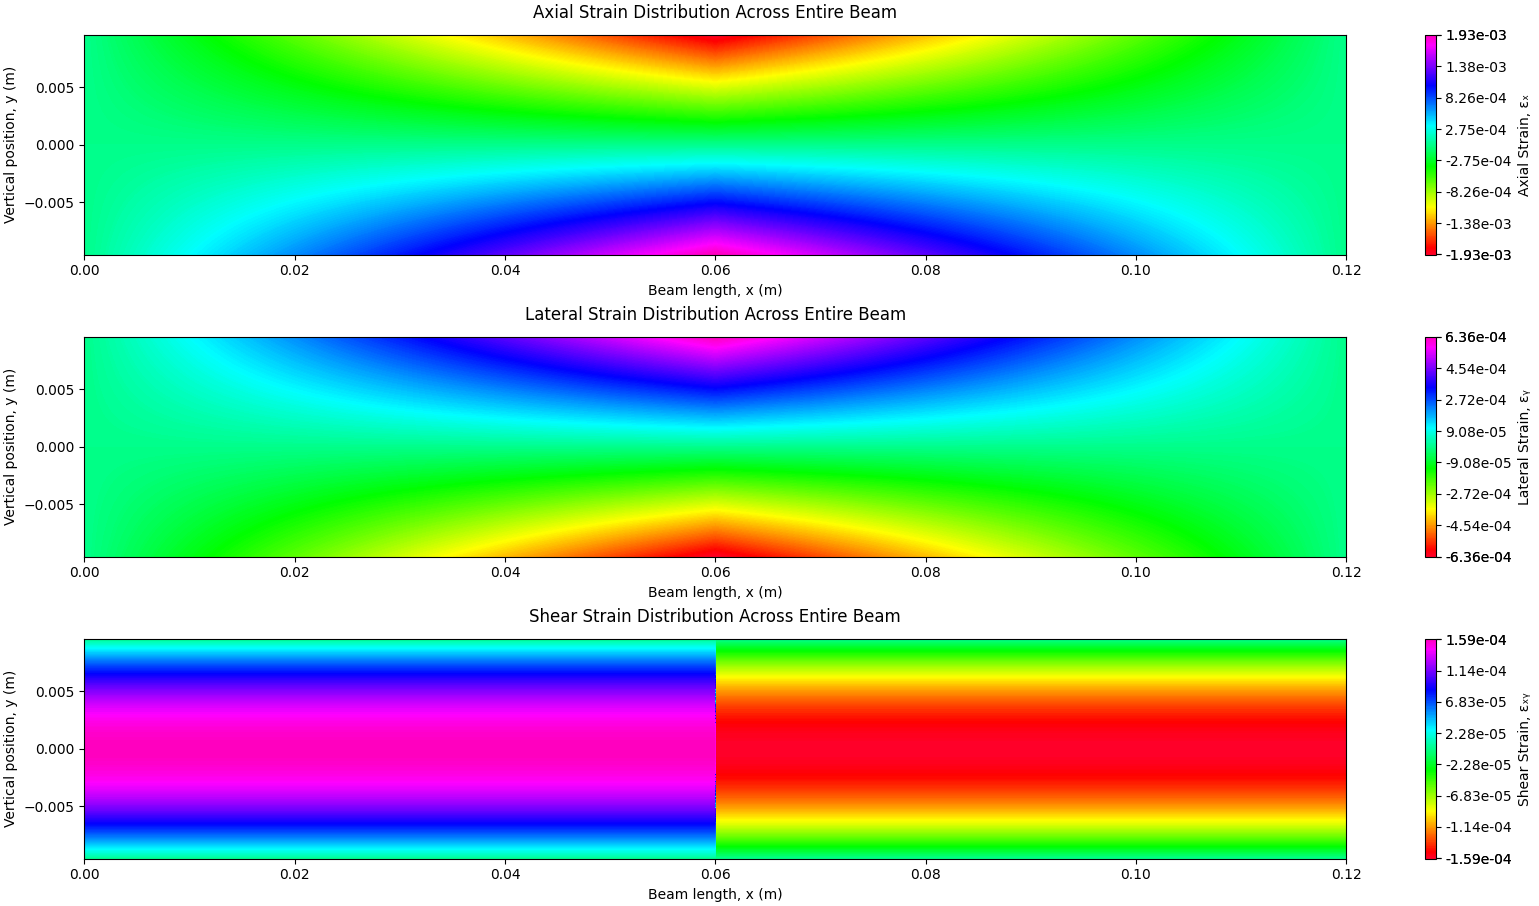 Axial Strain Distribution Across Entire Beam
Vertical position, y (m)
0.005
0.000
−0.005
0.00 0.02 0.04 0.06 0.08 0.10 0.12
Beam length, x (m)
1.93e-03
1.38e-03
8.26e-04
2.75e-04
-2.75e-04
-8.26e-04
-1.38e-03
-1.93e-03
Axial Strain, εₓ
Lateral Strain Distribution Across Entire Beam
Vertical position, y (m)
0.005
0.000
−0.005
0.00 0.02 0.04 0.06 0.08 0.10 0.12
Beam length, x (m)
6.36e-04
4.54e-04
2.72e-04
9.08e-05
-9.08e-05
-2.72e-04
-4.54e-04
-6.36e-04
Lateral Strain, εᵧ
Shear Strain Distribution Across Entire Beam
Vertical position, y (m)
0.005
0.000
−0.005
0.00 0.02 0.04 0.06 0.08 0.10 0.12
Beam length, x (m)
1.59e-04
1.14e-04
6.83e-05
2.28e-05
-2.28e-05
-6.83e-05
-1.14e-04
-1.59e-04
Shear Strain, εₓᵧ